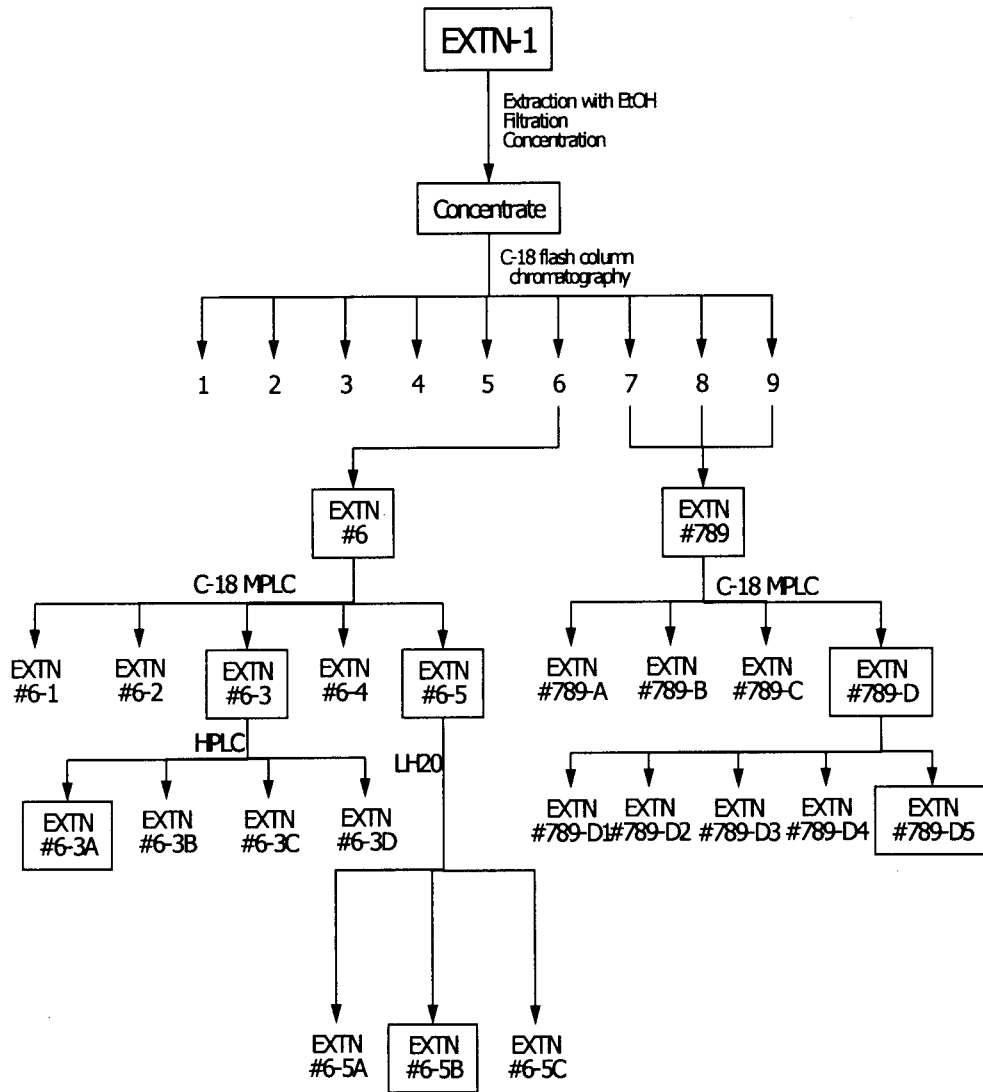 EXTN-1
Extraction with EtOH
Filtration
Concentration
Concentrate
C-18 flash column
chromatography
1 2 3 4 5 6 7 8 9
EXTN
#6
EXTN
#789
C-18 MPLC
C-18 MPLC
EXTN
#6-1
EXTN
#6-2
EXTN
#6-3
EXTN
#6-4
EXTN
#6-5
EXTN
#789-A
EXTN
#789-B
EXTN
#789-C
EXTN
#789-D
HPLC
LH20
EXTN
#6-3A
EXTN
#6-3B
EXTN
#6-3C
EXTN
#6-3D
EXTN
#789-D1
EXTN
#789-D2
EXTN
#789-D3
EXTN
#789-D4
EXTN
#789-D5
EXTN
#6-5A
EXTN
#6-5B
EXTN
#6-5C